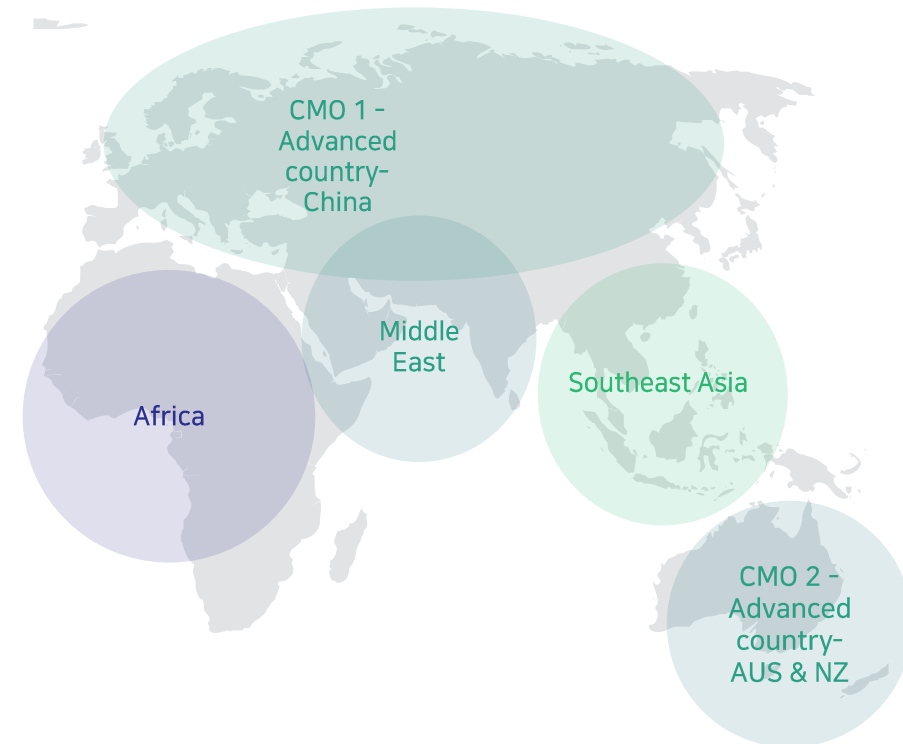 CMO 1 -
Advanced
country-
China
Middle
East
Southeast Asia
Africa
CMO 2 -
Advanced
country-
AUS & NZ